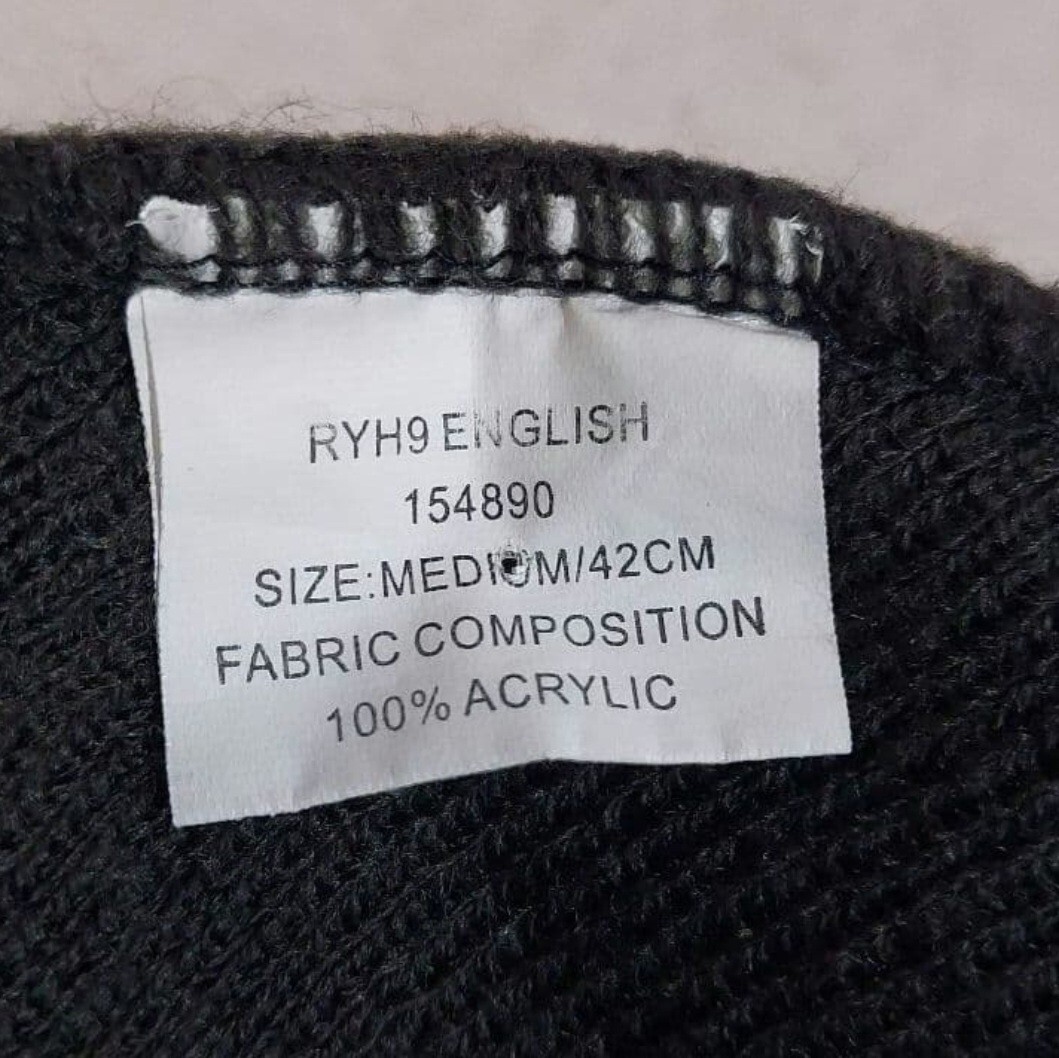 RYH9 ENGLISH
154890
SIZE:MEDIUM/42CM
FABRIC COMPOSITION
100% ACRYLIC